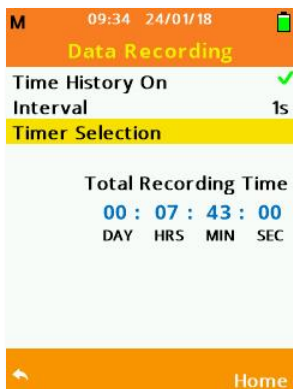 M 09:34 24/01/18
Data Recording
Time History On
Interval 1s
Timer Selection
Total Recording Time
00 : 07 : 43 : 00
DAY HRS MIN SEC
Home